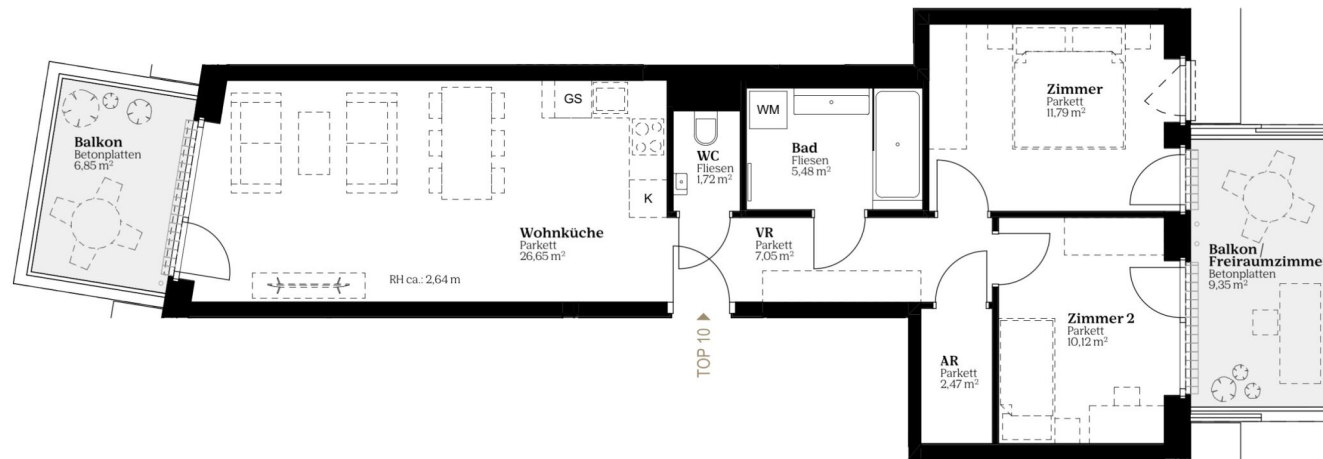 Balkon
Betonplatten
6,85 m²
GS
K
Wohnküche
Parkett
26,65 m²
RH ca.: 2,64 m
WC
Fliesen
1,72 m²
WM
Bad
Fliesen
5,48 m²
VR
Parkett
7,05 m²
TOP 10
Zimmer
Parkett
11,79 m²
Zimmer 2
Parkett
10,12 m²
AR
Parkett
2,47 m²
Balkon
Freiraumzimme
Betonplatten
9,35 m²